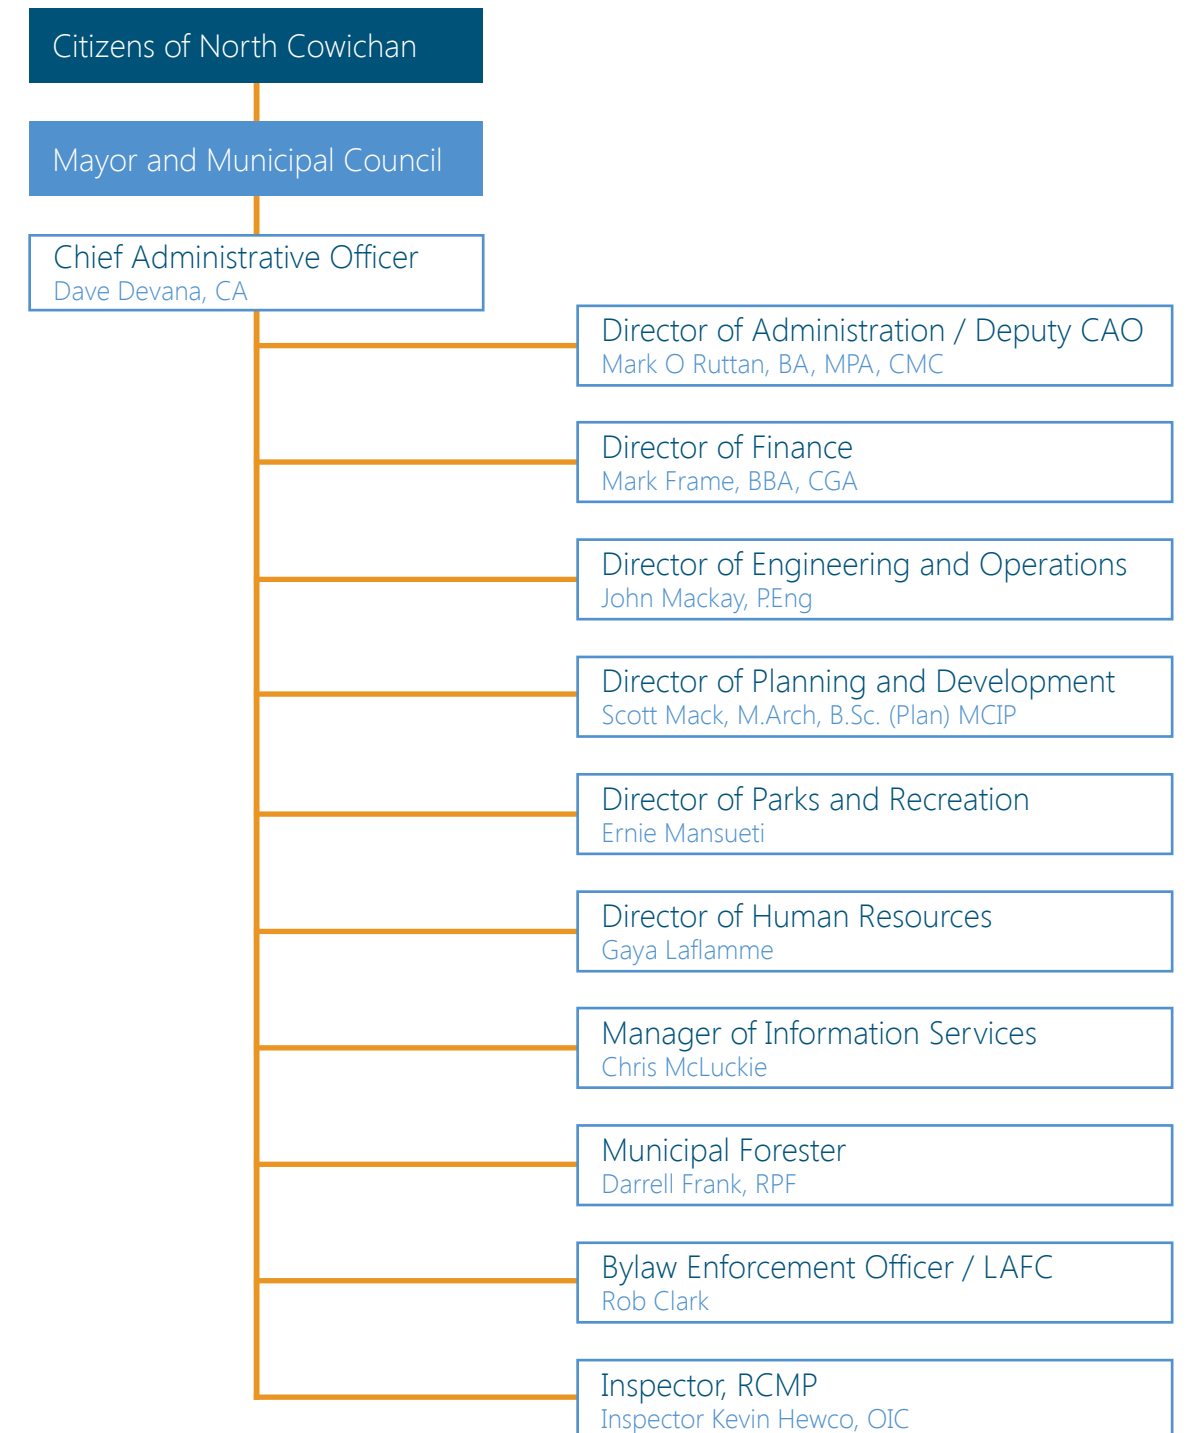 Citizens of North Cowichan
Mayor and Municipal Council
Chief Administrative Officer
Dave Devana, CA
Director of Administration / Deputy CAO
Mark O Ruttan, BA, MPA, CMC
Director of Finance
Mark Frame, BBA, CGA
Director of Engineering and Operations
John Mackay, P.Eng
Director of Planning and Development
Scott Mack, M.Arch, B.Sc. (Plan) MCIP
Director of Parks and Recreation
Ernie Mansueti
Director of Human Resources
Gaya Laflamme
Manager of Information Services
Chris McLuckie
Municipal Forester
Darrell Frank, RPF
Bylaw Enforcement Officer / LAFC
Rob Clark
Inspector, RCMP
Inspector Kevin Hewco, OIC